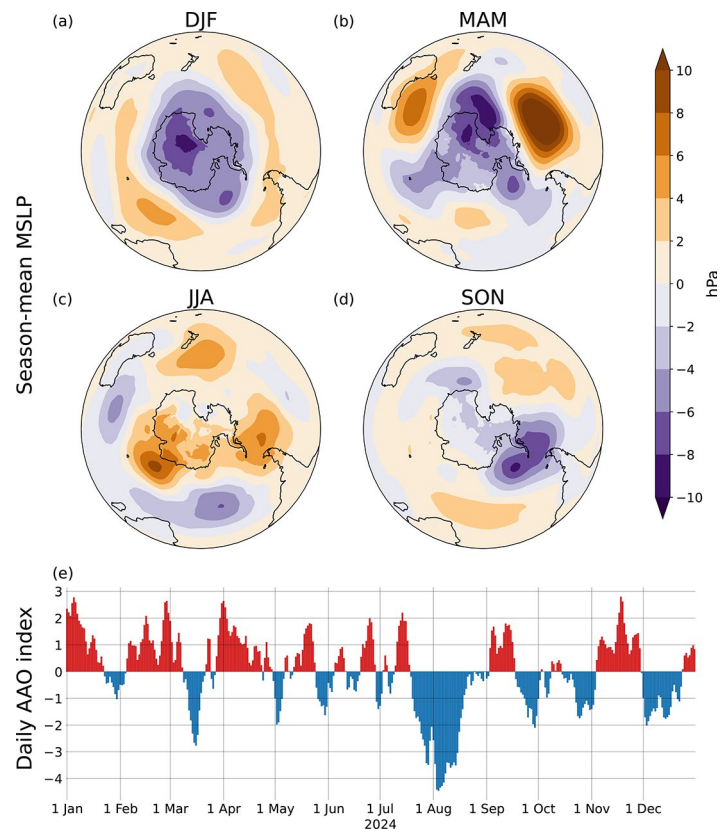 (a) DJF
(b) MAM
Season-mean MSLP
10
8
6
4
2
0
−2
−4
−6
−8
−10
hPa
(c) JJA
(d) SON
(e)
Daily AAO index
3
2
1
0
−1
−2
−3
−4
1 Jan 1 Feb 1 Mar 1 Apr 1 May 1 Jun 1 Jul 1 Aug 1 Sep 1 Oct 1 Nov 1 Dec
2024